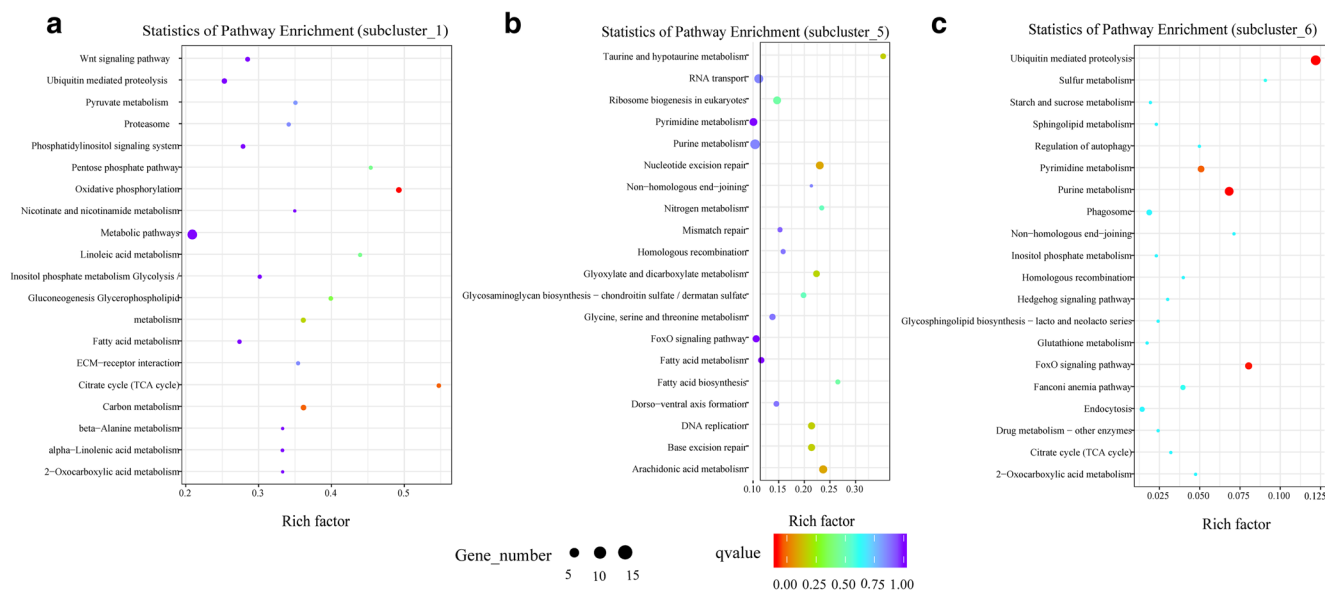 a
Statistics of Pathway Enrichment (subcluster_1)
Wnt signaling pathway
Ubiquitin mediated proteolysis
Pyruvate metabolism
Proteasome
Phosphatidylinositol signaling system
Pentose phosphate pathway
Oxidative phosphorylation
Nicotinate and nicotinamide metabolism
Metabolic pathways
Linoleic acid metabolism
Inositol phosphate metabolism Glycolysis /
Gluconeogenesis Glycerophospholipid
metabolism
Fatty acid metabolism
ECM−receptor interaction
Citrate cycle (TCA cycle)
Carbon metabolism
beta−Alanine metabolism
alpha−Linolenic acid metabolism
2−Oxocarboxylic acid metabolism
0.2 0.3 0.4 0.5
Rich factor
b
Statistics of Pathway Enrichment (subcluster_5)
Taurine and hypotaurine metabolism
RNA transport
Ribosome biogenesis in eukaryotes
Pyrimidine metabolism
Purine metabolism
Nucleotide excision repair
Non−homologous end−joining
Nitrogen metabolism
Mismatch repair
Homologous recombination
Glyoxylate and dicarboxylate metabolism
Glycosaminoglycan biosynthesis − chondroitin sulfate / dermatan sulfate
Glycine, serine and threonine metabolism
FoxO signaling pathway
Fatty acid metabolism
Fatty acid biosynthesis
Dorso−ventral axis formation
DNA replication
Base excision repair
Arachidonic acid metabolism
0.10 0.15 0.20 0.25 0.30
Rich factor
c
Statistics of Pathway Enrichment (subcluster_6)
Ubiquitin mediated proteolysis
Sulfur metabolism
Starch and sucrose metabolism
Sphingolipid metabolism
Regulation of autophagy
Pyrimidine metabolism
Purine metabolism
Phagosome
Non−homologous end−joining
Inositol phosphate metabolism
Homologous recombination
Hedgehog signaling pathway
Glycosphingolipid biosynthesis − lacto and neolacto series
Glutathione metabolism
FoxO signaling pathway
Fanconi anemia pathway
Endocytosis
Drug metabolism − other enzymes
Citrate cycle (TCA cycle)
2−Oxocarboxylic acid metabolism
0.025 0.050 0.075 0.100 0.125
Rich factor
Gene_number
5 10 15
qvalue
0.00 0.25 0.50 0.75 1.00